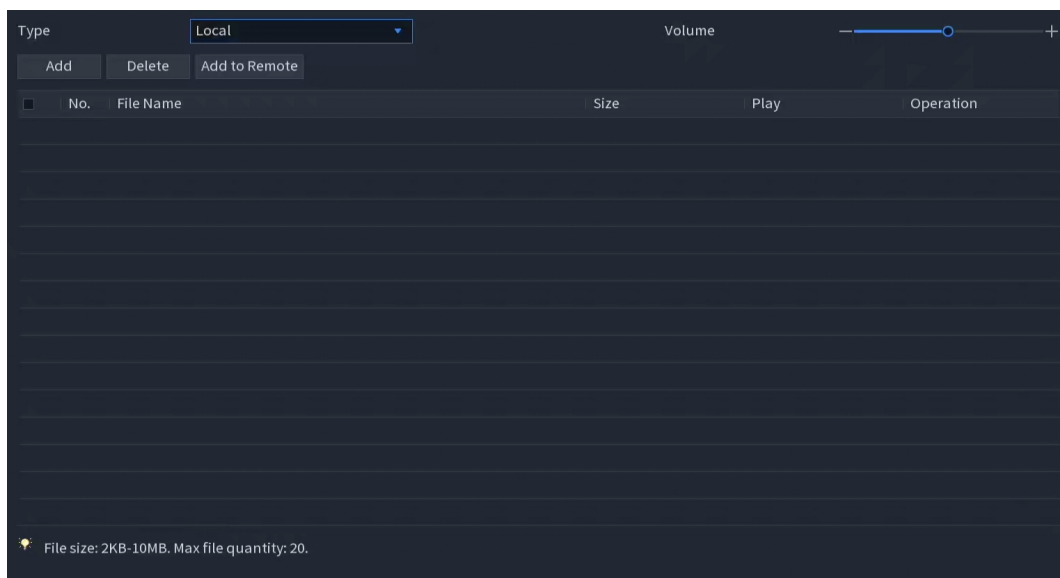 Type Local Volume
Add Delete Add to Remote
No. File Name Size Play Operation
File size: 2KB-10MB. Max file quantity: 20.